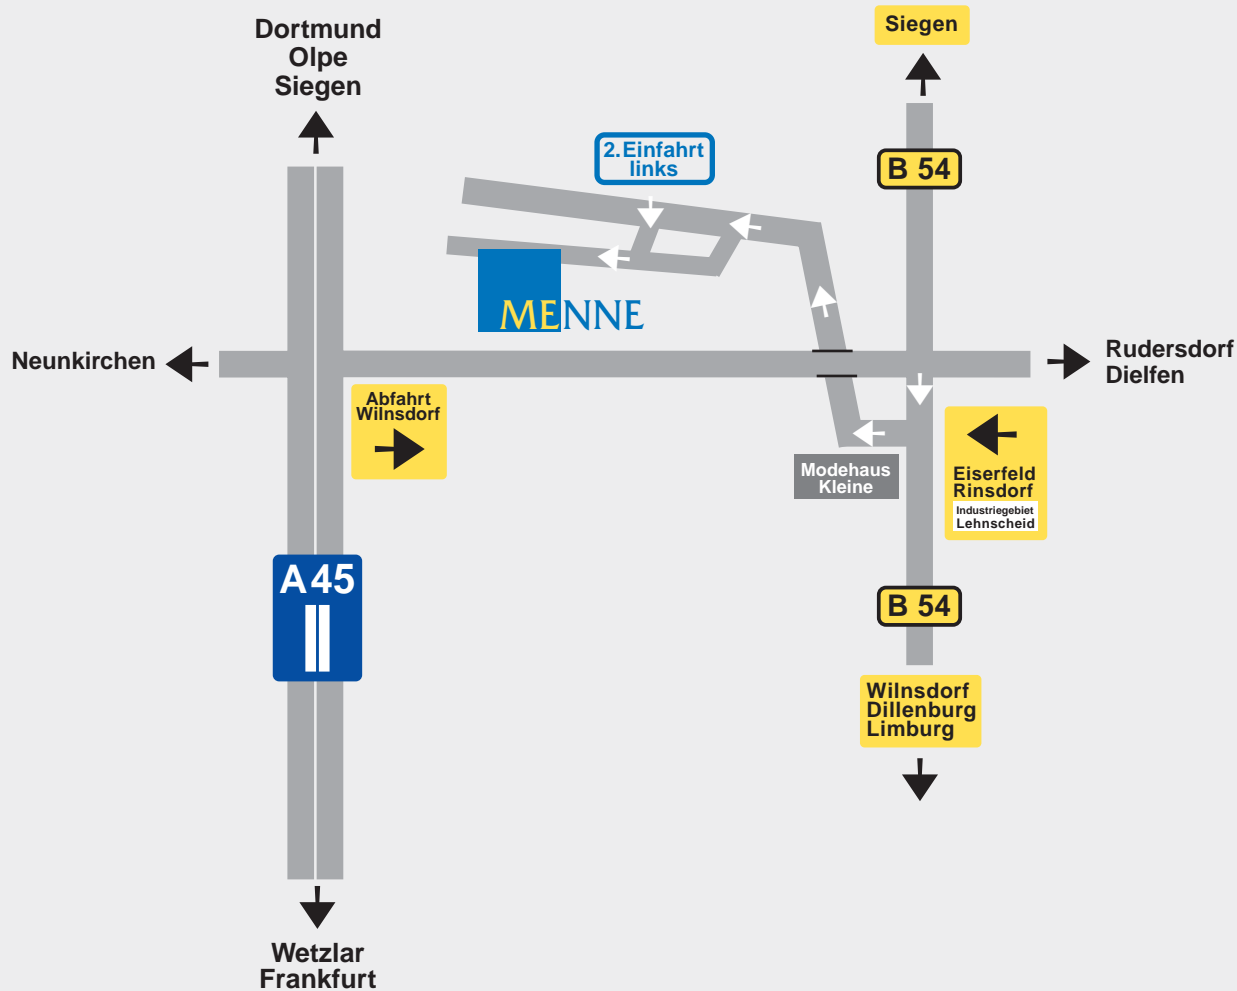 Dortmund
Olpe
Siegen
Siegen
2. Einfahrt
links
B 54
MENNE
Neunkirchen
Rudersdorf
Dielfen
Abfahrt
Wilnsdorf
Modehaus
Kleine
Eiserfeld
Rinsdorf
Industriegebiet
Lehnscheid
A 45
B 54
Wilnsdorf
Dillenburg
Limburg
Wetzlar
Frankfurt